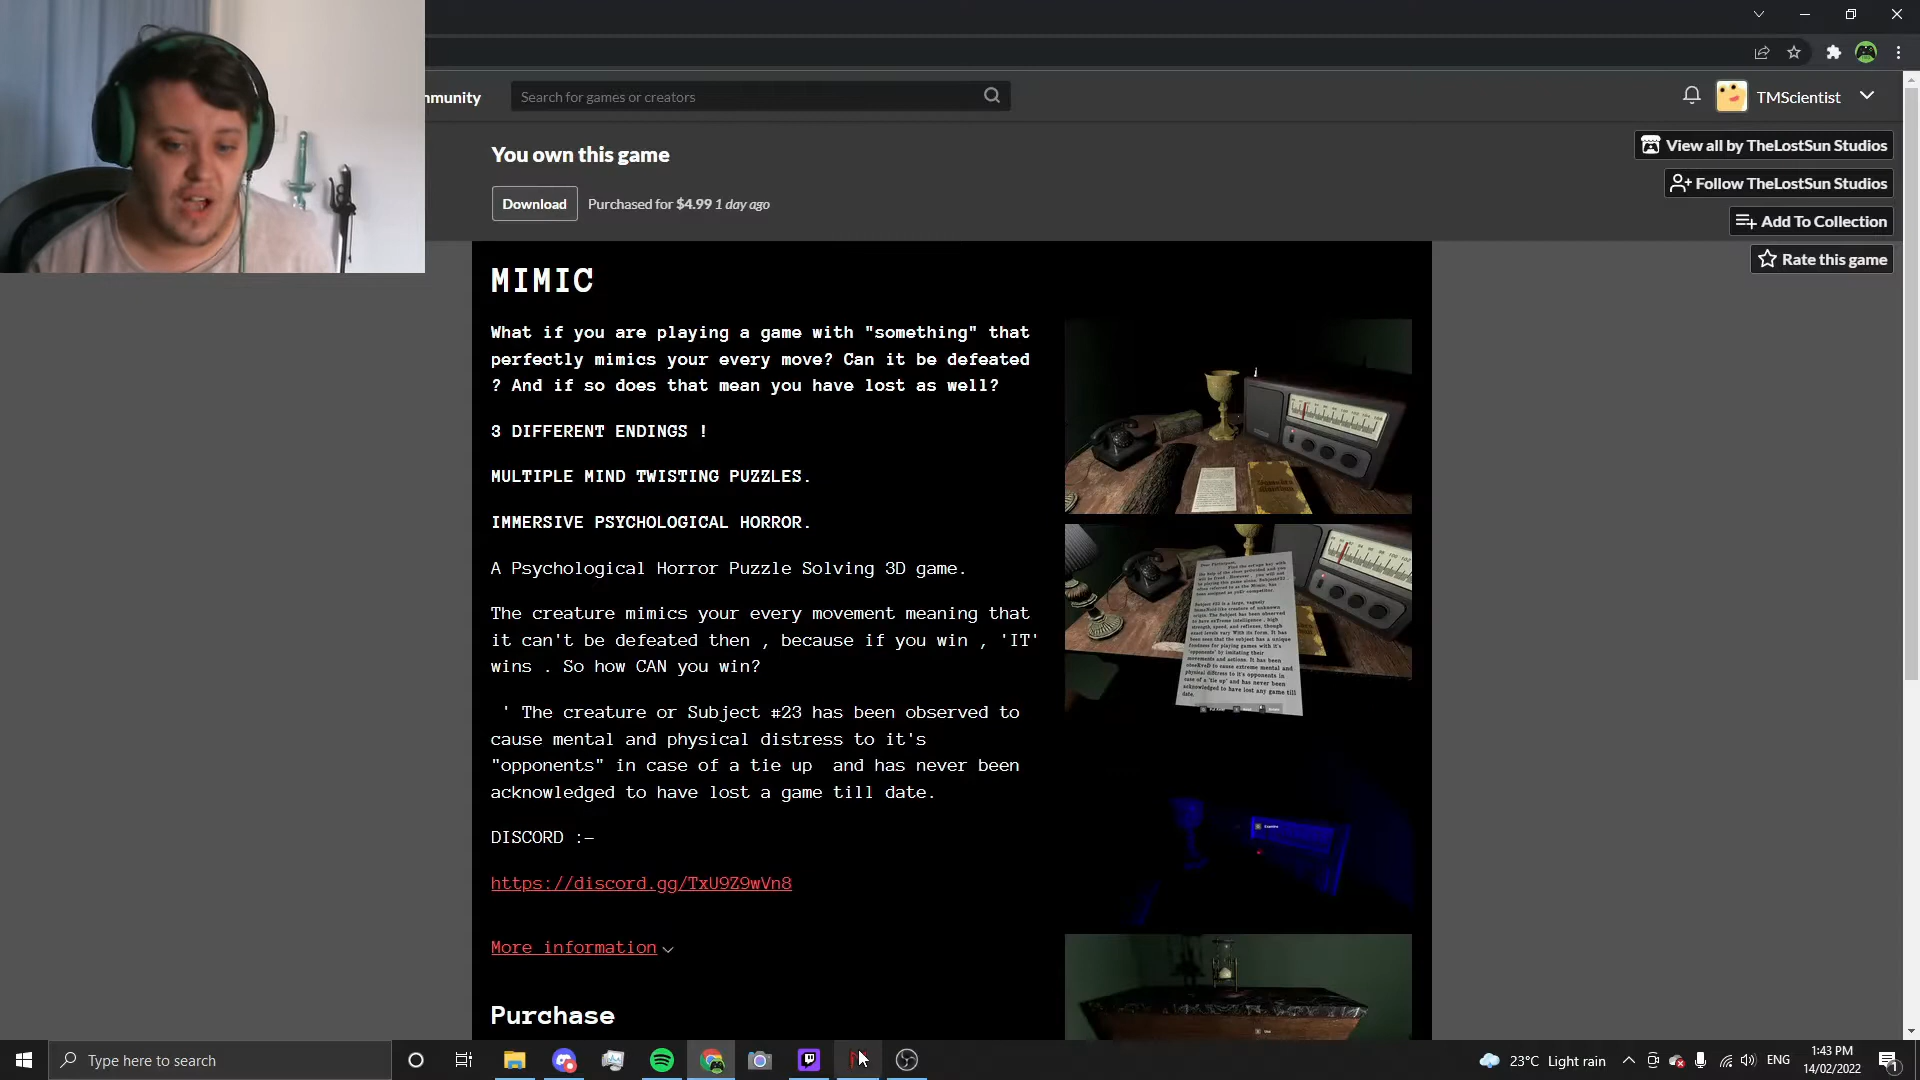 mmunity
Search for games or creators
TMScientist
You own this game
Download
Purchased for $4.99 1 day ago
View all by TheLostSun Studios
Follow TheLostSun Studios
Add To Collection
Rate this game
MIMIC
What if you are playing a game with "something" that
perfectly mimics your every move? Can it be defeated
? And if so does that mean you have lost as well?
3 DIFFERENT ENDINGS !
MULTIPLE MIND TWISTING PUZZLES.
IMMERSIVE PSYCHOLOGICAL HORROR.
A Psychological Horror Puzzle Solving 3D game.
The creature mimics your every movement meaning that
it can't be defeated then , because if you win , 'IT'
wins . So how CAN you win?
' The creature or Subject #23 has been observed to
cause mental and physical distress to it's
"opponents" in case of a tie up  and has never been
acknowledged to have lost a game till date.
DISCORD :-
https://discord.gg/TxU9Z9wVn8
More information
Purchase
Type here to search
23°C Light rain
ENG
1:43 PM
14/02/2022
1